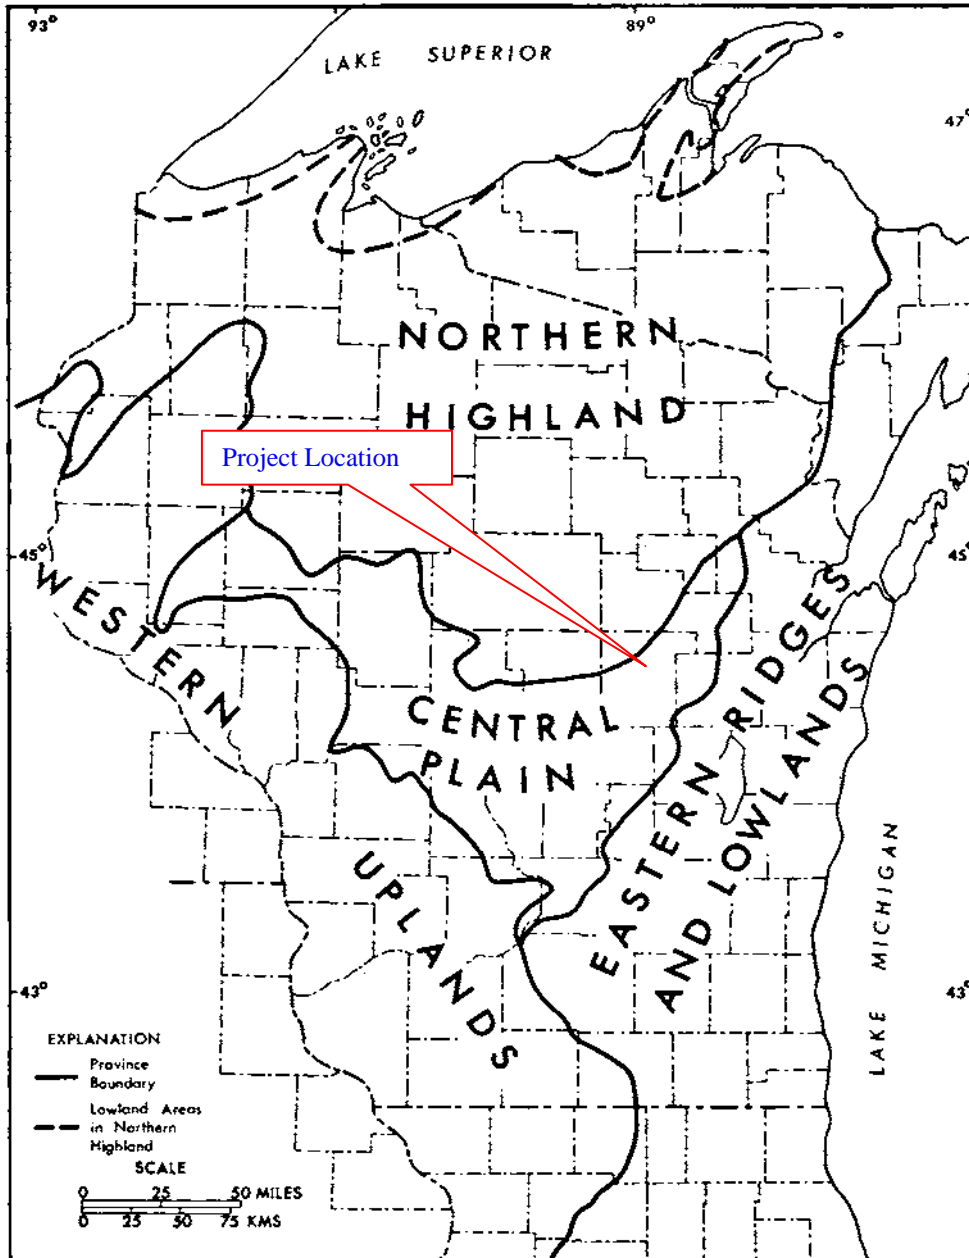 93°
89°
LAKE SUPERIOR
47°
NORTHERN
HIGHLAND
Project Location
45°
45°
WESTERN
UPLANDS
CENTRAL
PLAIN
EASTERN RIDGES
AND LOWLANDS
LAKE MICHIGAN
43°
43°
EXPLANATION
Province
Boundary
Lowland Areas
in Northern
Highland
SCALE
0 25 50 MILES
0 25 50 75 KMS